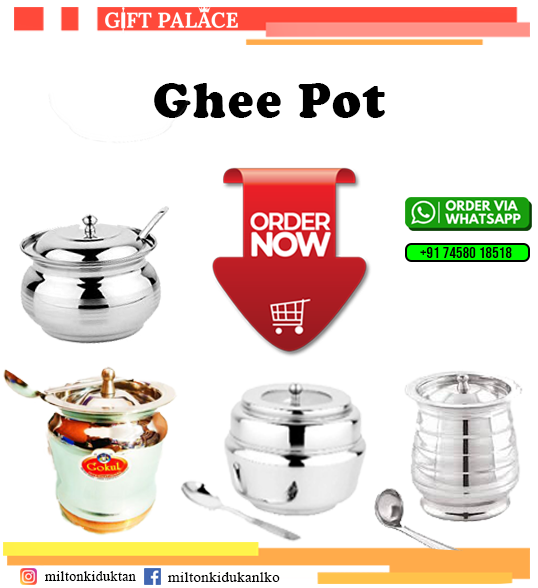 GIFT PALACE
Ghee Pot
ORDER
NOW
ORDER VIA
WHATSAPP
+91 74580 18518
Gokul
miltonkiduktan
miltonkidukanlko